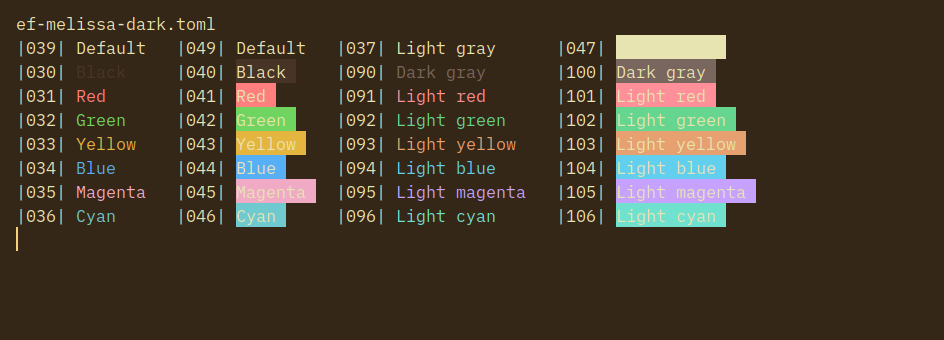 ef-melissa-dark.toml
|039| Default |049| Default |037| Light gray |047|
|030| Black |040| Black |090| Dark gray |100| Dark gray
|031| Red |041| Red |091| Light red |101| Light red
|032| Green |042| Green |092| Light green |102| Light green
|033| Yellow |043| Yellow |093| Light yellow |103| Light yellow
|034| Blue |044| Blue |094| Light blue |104| Light blue
|035| Magenta |045| Magenta |095| Light magenta |105| Light magenta
|036| Cyan |046| Cyan |096| Light cyan |106| Light cyan